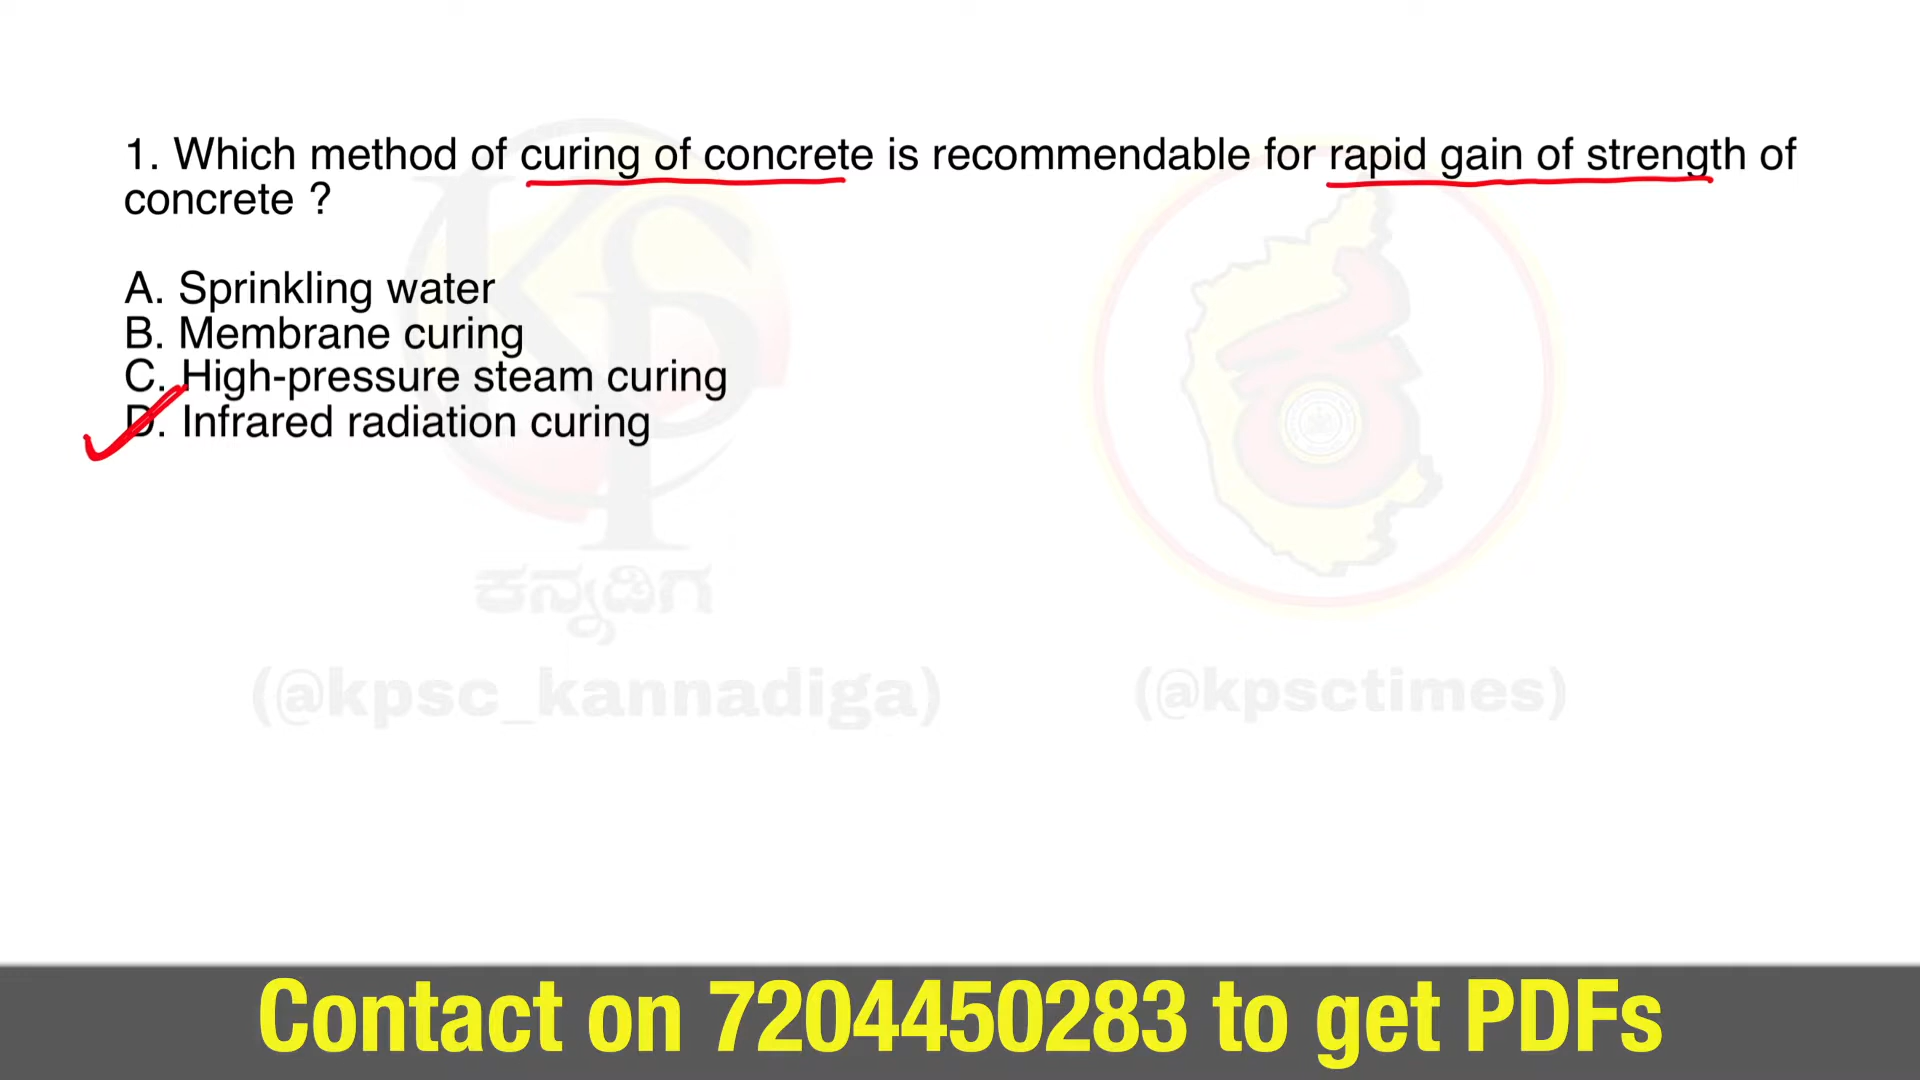 1. Which method of curing of concrete is recommendable for rapid gain of strength of
concrete ?
A. Sprinkling water
B. Membrane curing
C. High-pressure steam curing
D. Infrared radiation curing
KPS
ಕನ್ನಡಿಗ
(@kpsc_kannadiga)
(@kpsctimes)
Contact on 7204450283 to get PDFs